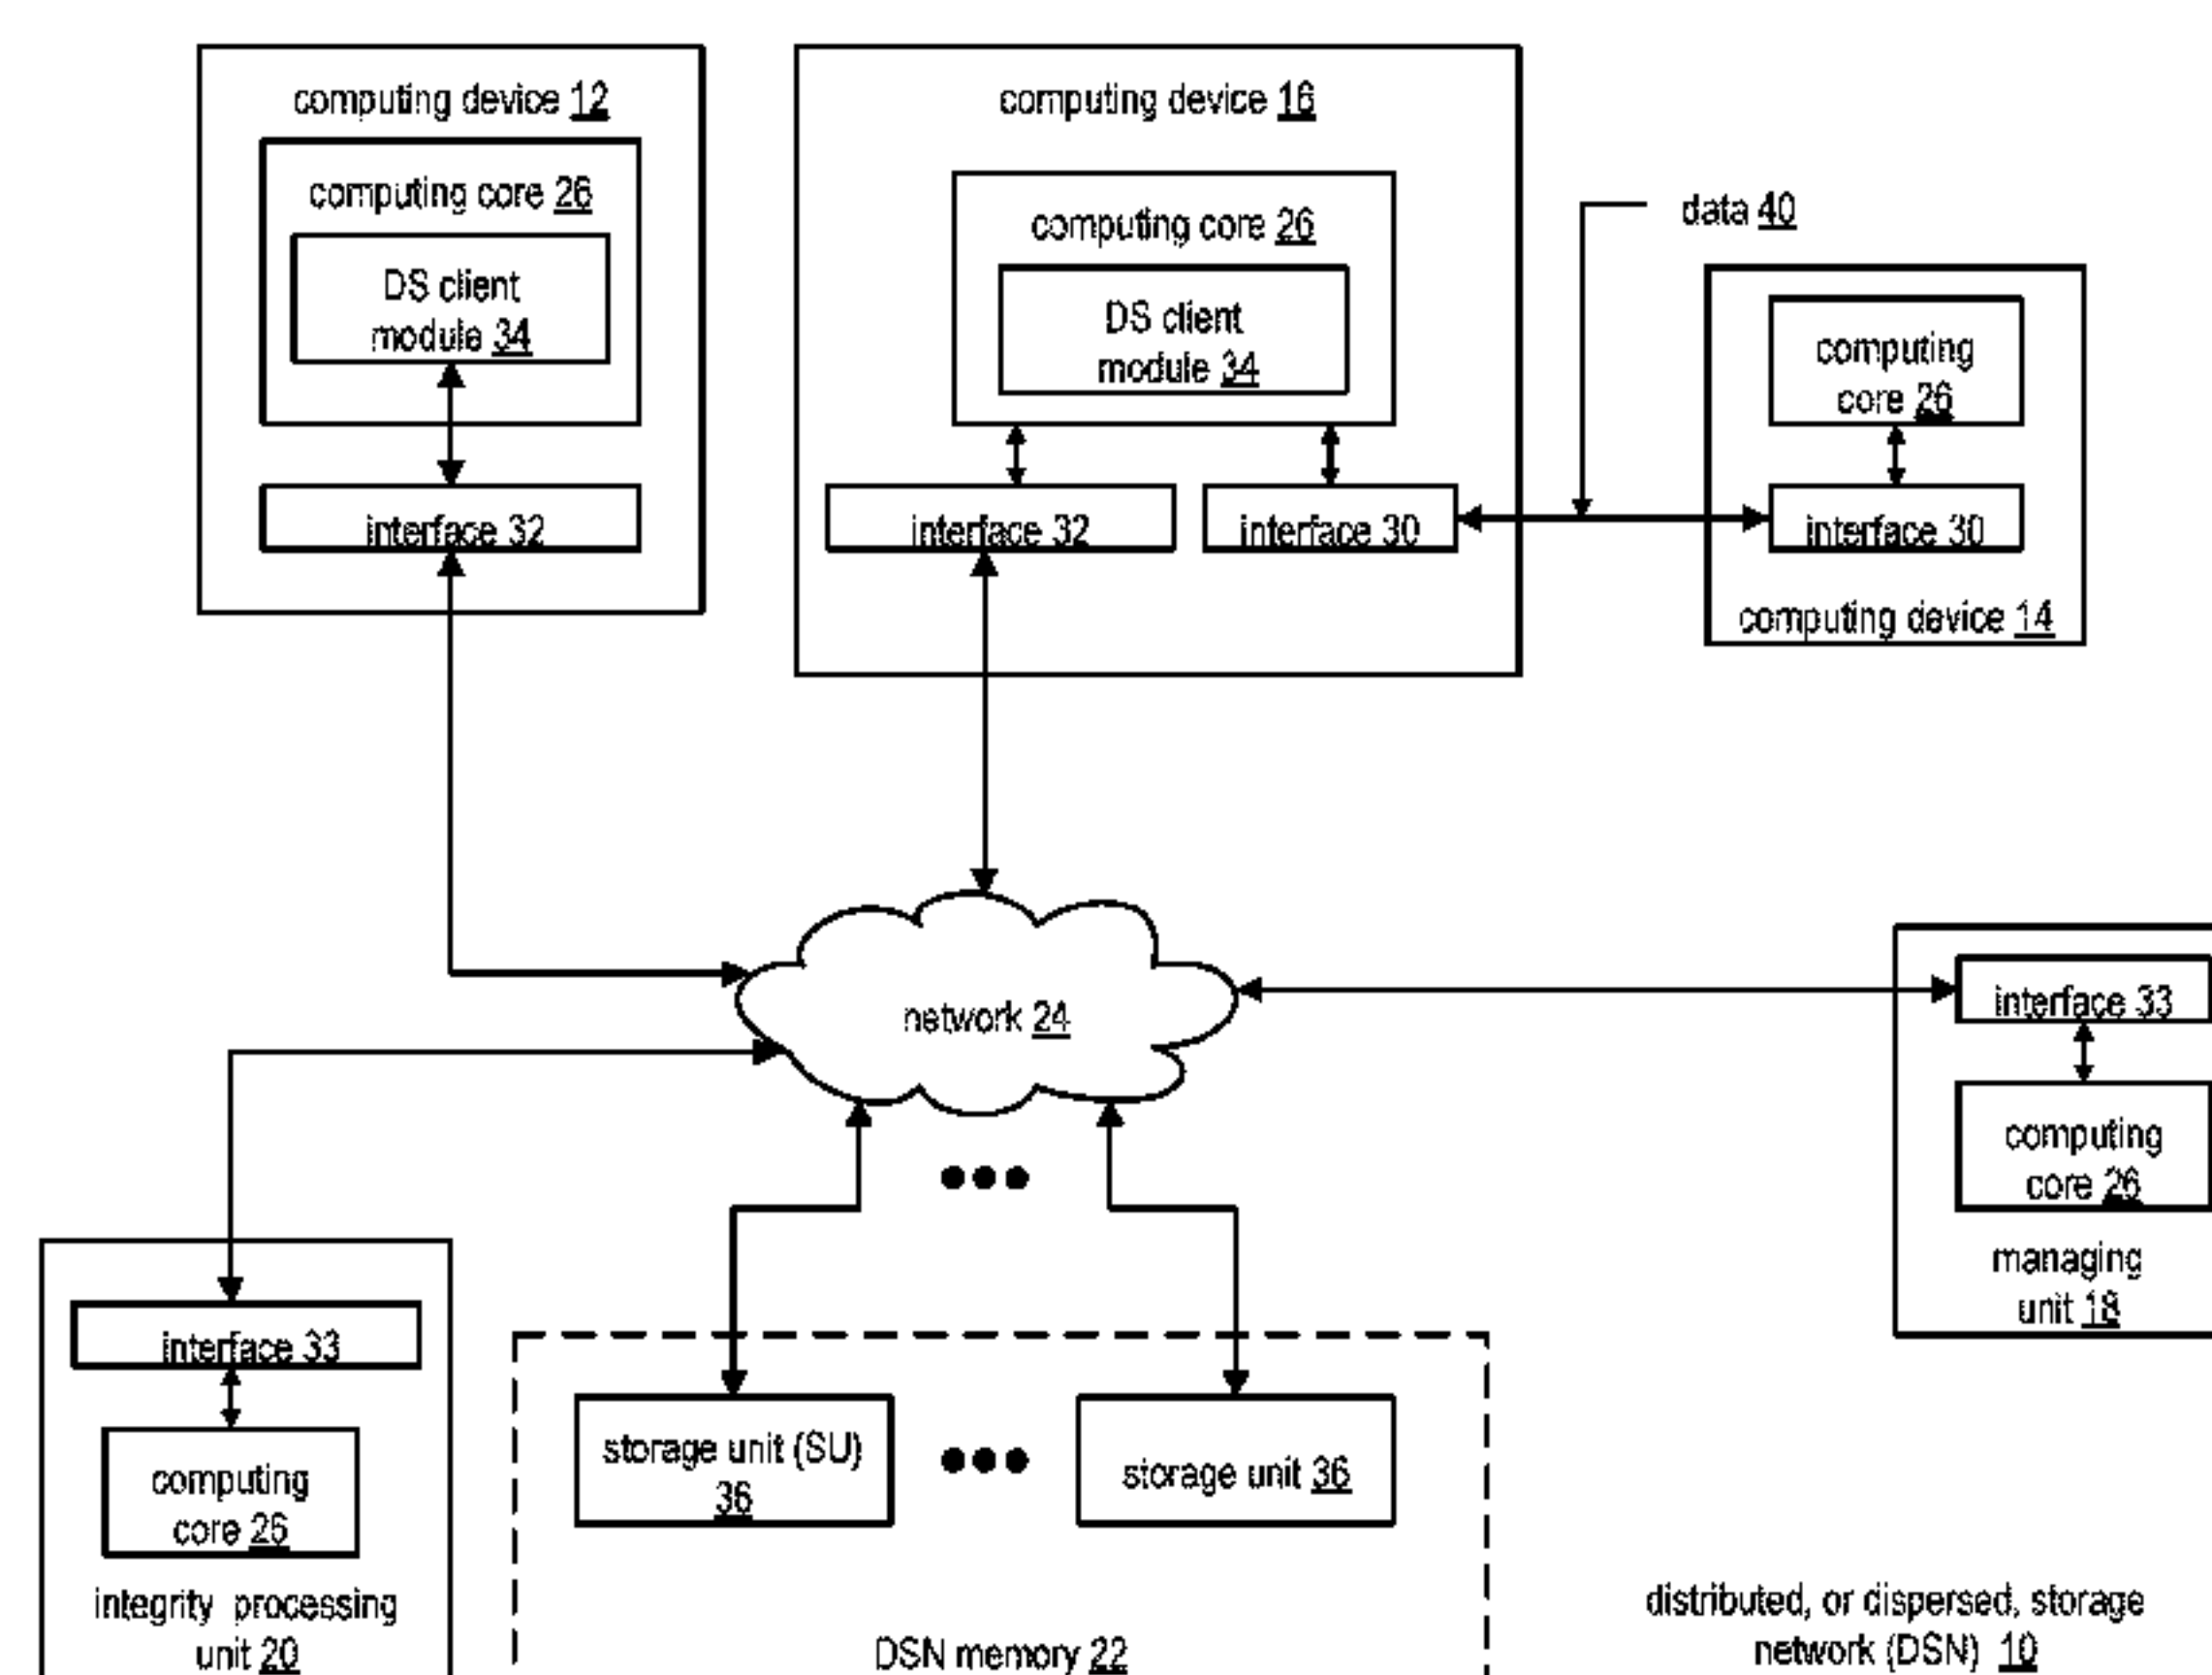 computing device 12
computing core 26
DS client
module 34
interface 32
computing device 16
computing core 26
DS client
module 34
interface 32
interface 30
data 40
computing
core 26
interface 30
computing device 14
network 24
interface 33
computing
core 26
managing
unit 18
interface 33
computing
core 26
integrity processing
unit 20
storage unit (SU)
36
storage unit 36
DSN memory 22
distributed, or dispersed, storage
network (DSN) 10